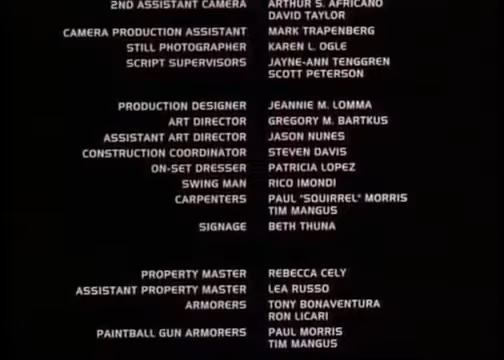 2ND ASSISTANT CAMERA ARTHUR S. AFRICANO
DAVID TAYLOR
CAMERA PRODUCTION ASSISTANT MARK TRAPENBERG
STILL PHOTOGRAPHER KAREN L. OGLE
SCRIPT SUPERVISORS JAYNE-ANN TENGGREN
SCOTT PETERSON
PRODUCTION DESIGNER JEANNIE M. LOMMA
ART DIRECTOR GREGORY M. BARTKUS
ASSISTANT ART DIRECTOR JASON NUNES
CONSTRUCTION COORDINATOR STEVEN DAVIS
ON-SET DRESSER PATRICIA LOPEZ
SWING MAN RICO IMONDI
CARPENTERS PAUL "SQUIRREL" MORRIS
TIM MANGUS
SIGNAGE BETH THUNA
PROPERTY MASTER REBECCA CELY
ASSISTANT PROPERTY MASTER LEA RUSSO
ARMORERS TONY BONAVENTURA
RON LICARI
PAINTBALL GUN ARMORERS PAUL MORRIS
TIM MANGUS